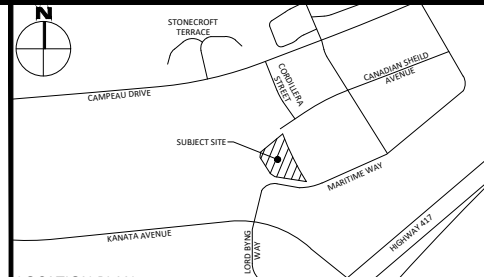 N
STONECROFT
TERRACE
CORDILLERA
STREET
CANADIAN SHEILD
AVENUE
CAMPEAU DRIVE
SUBJECT SITE
MARITIME WAY
KANATA AVENUE
LORD BYNG
WAY
HIGHWAY 417